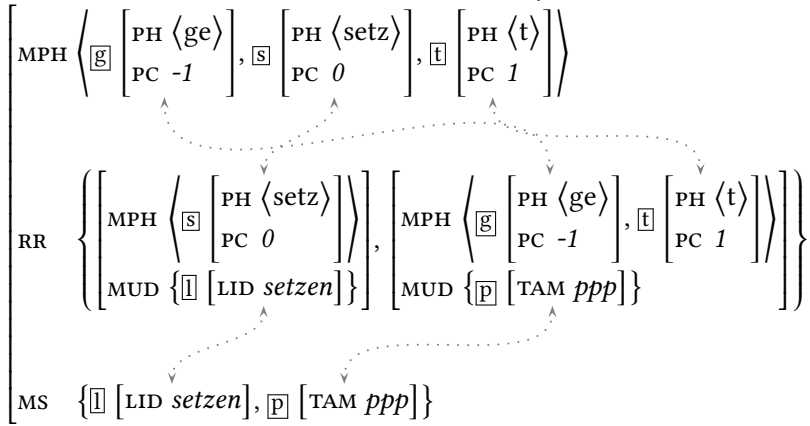 MPH ⟨ g [PH ⟨ge⟩ PC -1], s [PH ⟨setz⟩ PC 0], t [PH ⟨t⟩ PC 1] ⟩
RR { [MPH ⟨ s [PH ⟨setz⟩ PC 0] ⟩ MUD {l [LID setzen]}], [MPH ⟨ g [PH ⟨ge⟩ PC -1], t [PH ⟨t⟩ PC 1] ⟩ MUD {p [TAM ppp]}] }
MS {l [LID setzen], p [TAM ppp]}